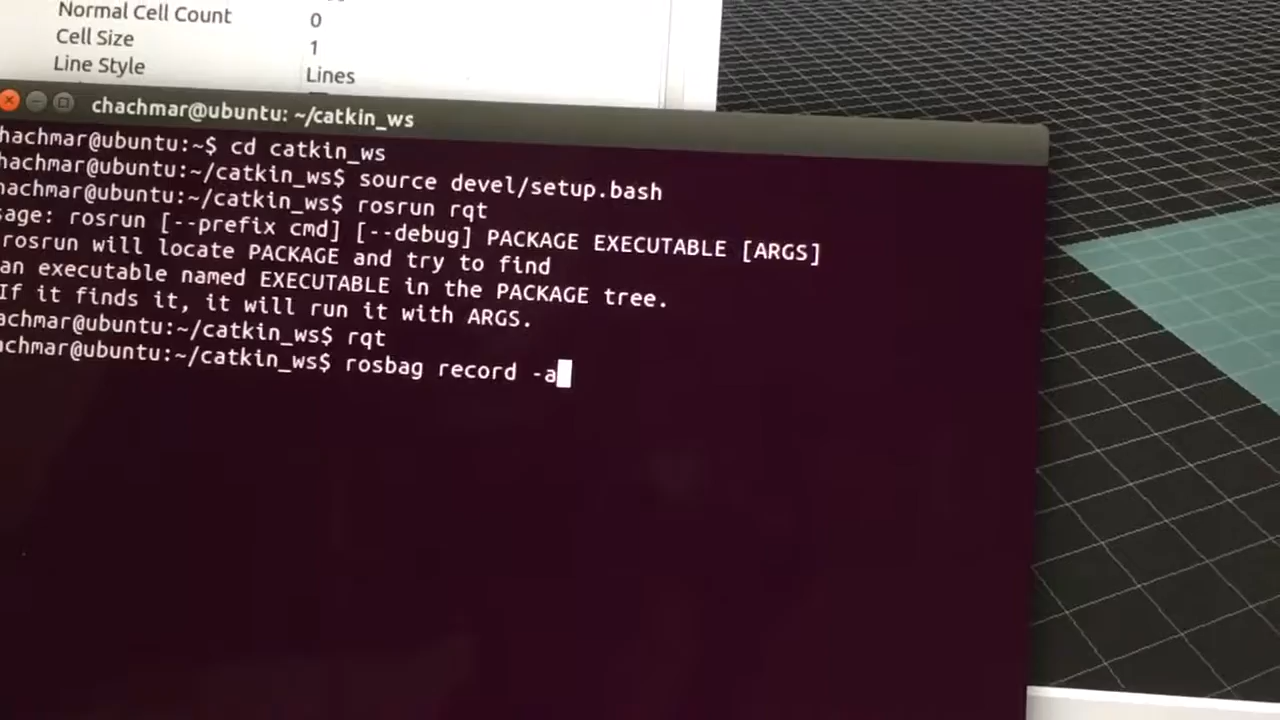 Normal Cell Count 0
Cell Size 1
Line Style Lines
chachmar@ubuntu: ~/catkin_ws
hachmar@ubuntu:~$ cd catkin_ws
hachmar@ubuntu:~/catkin_ws$ source devel/setup.bash
hachmar@ubuntu:~/catkin_ws$ rosrun rqt
sage: rosrun [--prefix cmd] [--debug] PACKAGE EXECUTABLE [ARGS]
rosrun will locate PACKAGE and try to find
an executable named EXECUTABLE in the PACKAGE tree.
If it finds it, it will run it with ARGS.
achmar@ubuntu:~/catkin_ws$ rqt
achmar@ubuntu:~/catkin_ws$ rosbag record -a